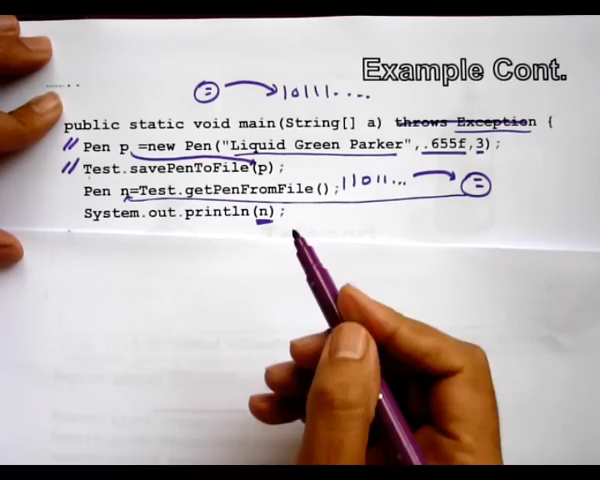 Example Cont.
= 10111....
public static void main(String[] a) throws Exception {
// Pen p =new Pen("Liquid Green Parker",.655f,3);
// Test.savePenToFile(p);
Pen n=Test.getPenFromFile(); 11011... =
System.out.println(n);